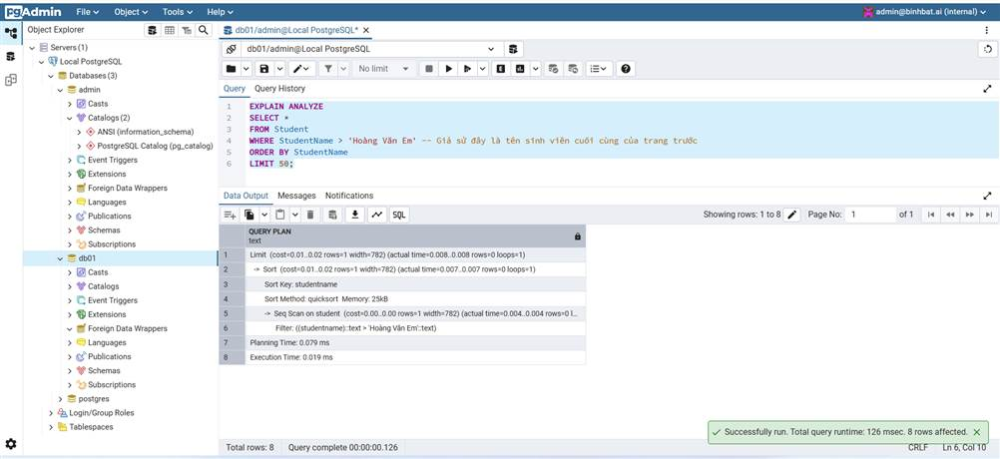 pgAdmin File Object Tools Help admin@binhbat.ai (internal)
Object Explorer
db01/admin@Local PostgreSQL*
Servers (1)
Local PostgreSQL
Databases (3)
admin
Casts
Catalogs (2)
ANSI (information_schema)
PostgreSQL Catalog (pg_catalog)
Event Triggers
Extensions
Foreign Data Wrappers
Languages
Publications
Schemas
Subscriptions
db01
Casts
Catalogs
Event Triggers
Extensions
Foreign Data Wrappers
Languages
Publications
Schemas
Subscriptions
postgres
Login/Group Roles
Tablespaces
db01/admin@Local PostgreSQL
No limit
Query Query History
1 EXPLAIN ANALYZE
2 SELECT *
3 FROM Student
4 WHERE StudentName > 'Hoàng Văn Em' -- Giả sử đây là tên sinh viên cuối cùng của trang trước
5 ORDER BY StudentName
6 LIMIT 50;
Data Output Messages Notifications
SQL Showing rows: 1 to 8 Page No: 1 of 1
QUERY PLAN
text
1 Limit (cost=0.01..0.02 rows=1 width=782) (actual time=0.008..0.008 rows=0 loops=1)
2 -> Sort (cost=0.01..0.02 rows=1 width=782) (actual time=0.007..0.007 rows=0 loops=1)
3 Sort Key: studentname
4 Sort Method: quicksort Memory: 25kB
5 -> Seq Scan on student (cost=0.00..0.00 rows=1 width=782) (actual time=0.004..0.004 rows=0 l...
6 Filter: ((studentname)::text > 'Hoàng Văn Em'::text)
7 Planning Time: 0.079 ms
8 Execution Time: 0.019 ms
Successfully run. Total query runtime: 126 msec. 8 rows affected.
Total rows: 8 Query complete 00:00:00.126 CRLF Ln 6, Col 10